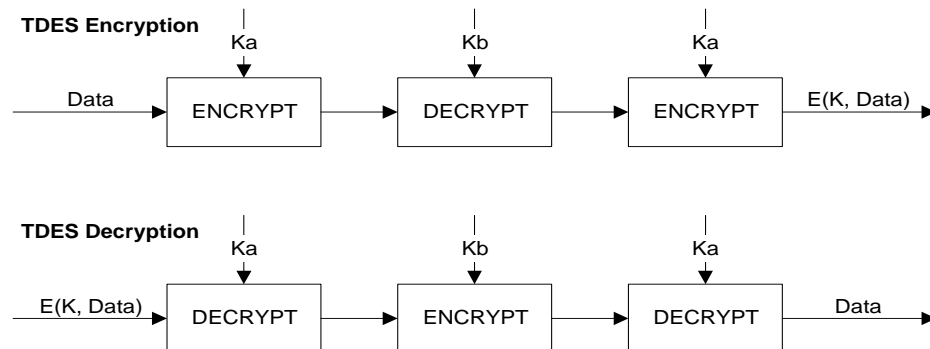 TDES Encryption
Ka
Kb
Ka
Data
ENCRYPT
DECRYPT
ENCRYPT
E(K, Data)
TDES Decryption
Ka
Kb
Ka
E(K, Data)
DECRYPT
ENCRYPT
DECRYPT
Data